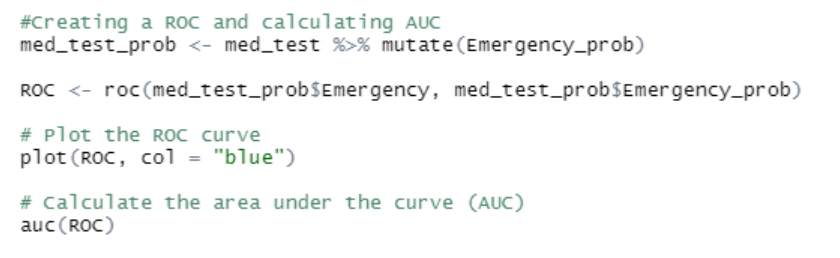 #Creating a ROC and calculating AUC
med_test_prob <- med_test %>% mutate(Emergency_prob)
ROC <- roc(med_test_prob$Emergency, med_test_prob$Emergency_prob)
# Plot the ROC curve
plot(ROC, col = "blue")
# Calculate the area under the curve (AUC)
auc(ROC)